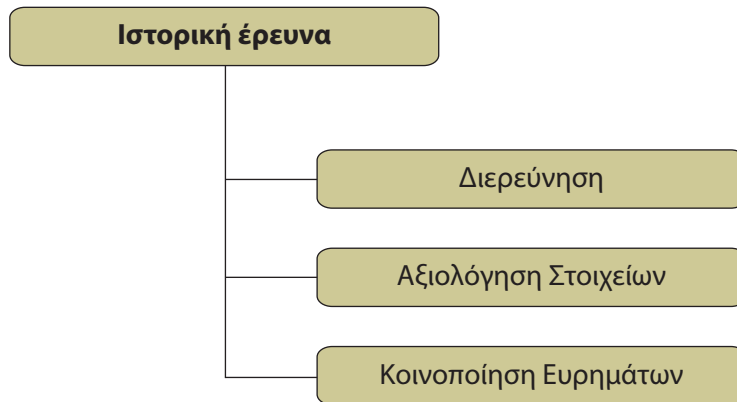 Ιστορική έρευνα
Διερεύνηση
Αξιολόγηση Στοιχείων
Κοινοποίηση Ευρημάτων